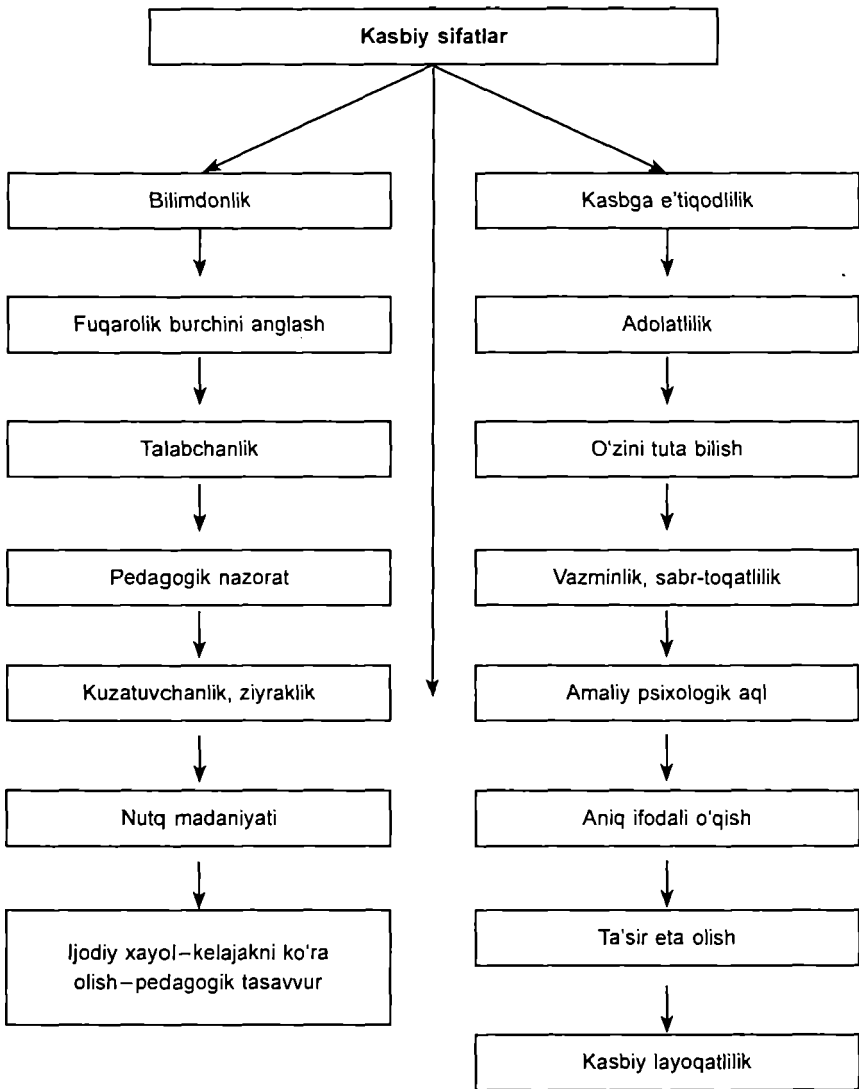 Kasbiy sifatlar
Bilimdonlik
Fuqarolik burchini anglash
Talabchanlik
Pedagogik nazorat
Kuzatuvchanlik, ziyraklik
Nutq madaniyati
Ijodiy xayol–kelajakni ko‘ra
olish–pedagogik tasavvur
Kasbga e’tiqodlilik
Adolatlilik
O‘zini tuta bilish
Vazminlik, sabr-toqatlilik
Amaliy psixologik aql
Aniq ifodali o‘qish
Ta’sir eta olish
Kasbiy layoqatlilik